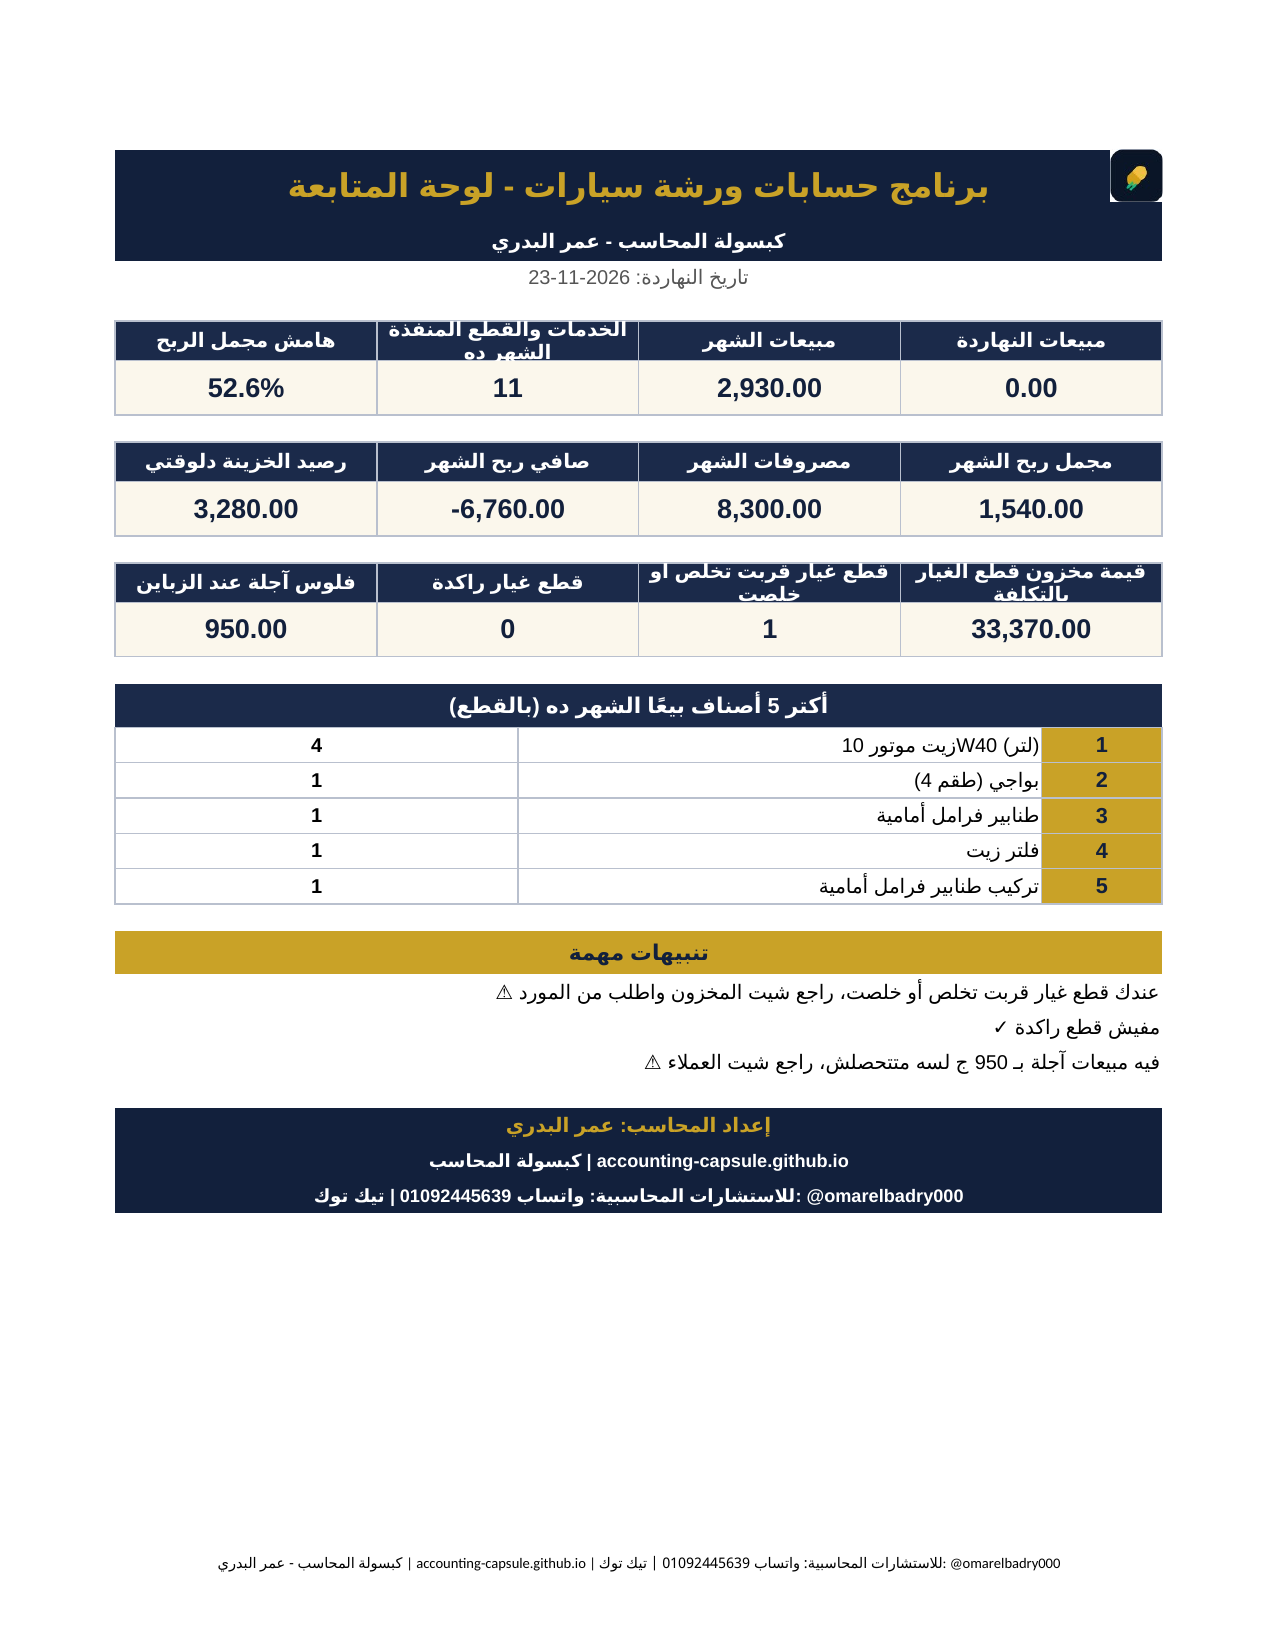 برنامج حسابات ورشة سيارات - لوحة المتابعة
كبسولة المحاسب - عمر البدري
تاريخ النهاردة: 2026-11-23
مبيعات النهاردة
مبيعات الشهر
الخدمات والقطع المنفذة
الشهر ده
هامش مجمل الربح
0.00
2,930.00
11
52.6%
مجمل ربح الشهر
مصروفات الشهر
صافي ربح الشهر
رصيد الخزينة دلوقتي
1,540.00
8,300.00
-6,760.00
3,280.00
قيمة مخزون قطع الغيار
بالتكلفة
قطع غيار قربت تخلص أو
خلصت
قطع غيار راكدة
فلوس آجلة عند الزباين
33,370.00
1
0
950.00
أكتر 5 أصناف بيعًا الشهر ده (بالقطع)
1 زيت موتور 10W40 (لتر) 4
2 بواجي (طقم 4) 1
3 طنابير فرامل أمامية 1
4 فلتر زيت 1
5 تركيب طنابير فرامل أمامية 1
تنبيهات مهمة
عندك قطع غيار قربت تخلص أو خلصت، راجع شيت المخزون واطلب من المورد ⚠
مفيش قطع راكدة ✓
فيه مبيعات آجلة بـ 950 ج لسه متتحصلش، راجع شيت العملاء ⚠
إعداد المحاسب: عمر البدري
كبسولة المحاسب | accounting-capsule.github.io
للاستشارات المحاسبية: واتساب 01092445639 | تيك توك: @omarelbadry000
كبسولة المحاسب - عمر البدري | accounting-capsule.github.io | للاستشارات المحاسبية: واتساب 01092445639 | تيك توك: @omarelbadry000